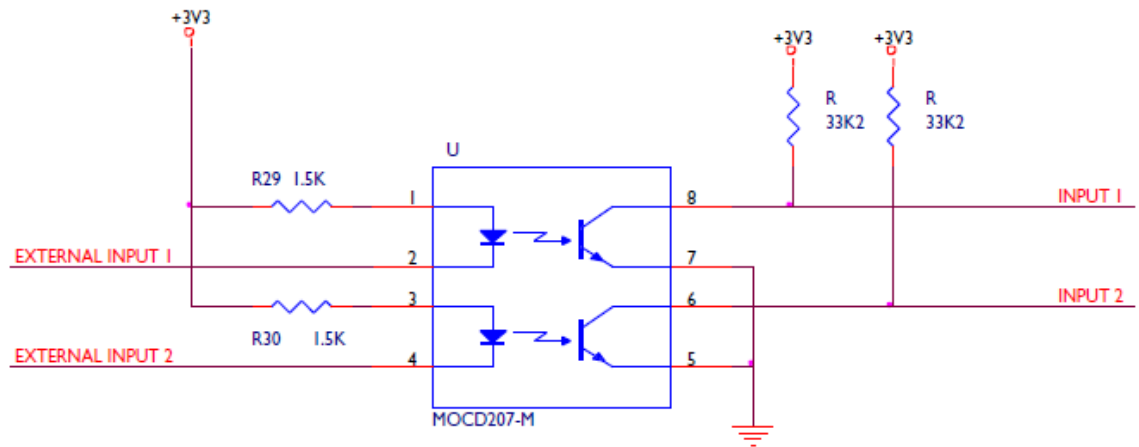 +3V3
+3V3
+3V3
R
33K2
R
33K2
U
R29 1.5K
1
8
INPUT 1
EXTERNAL INPUT 1
2
7
3
6
INPUT 2
R30 1.5K
EXTERNAL INPUT 2
4
5
MOCD207-M